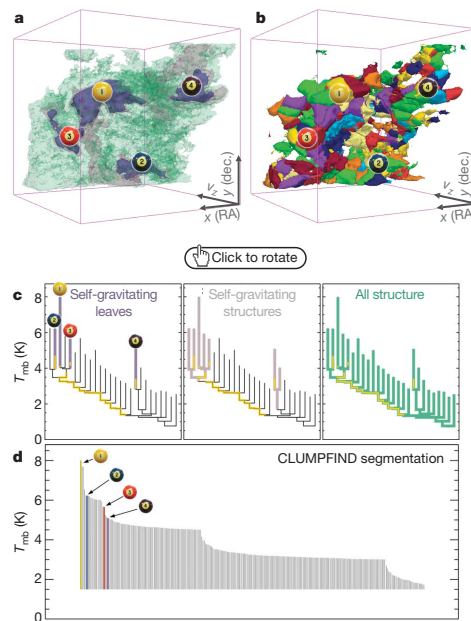 a
b
1
4
3
2
v_z
y (dec.)
x (RA)
1
4
3
2
v_z
y (dec.)
x (RA)
Click to rotate
c
8
6
4
2
0
T_mb (K)
Self-gravitating
leaves
1
2
3
4
Self-gravitating
structures
All structure
d
CLUMPFIND segmentation
8
6
4
2
0
T_mb (K)
1
2
3
4